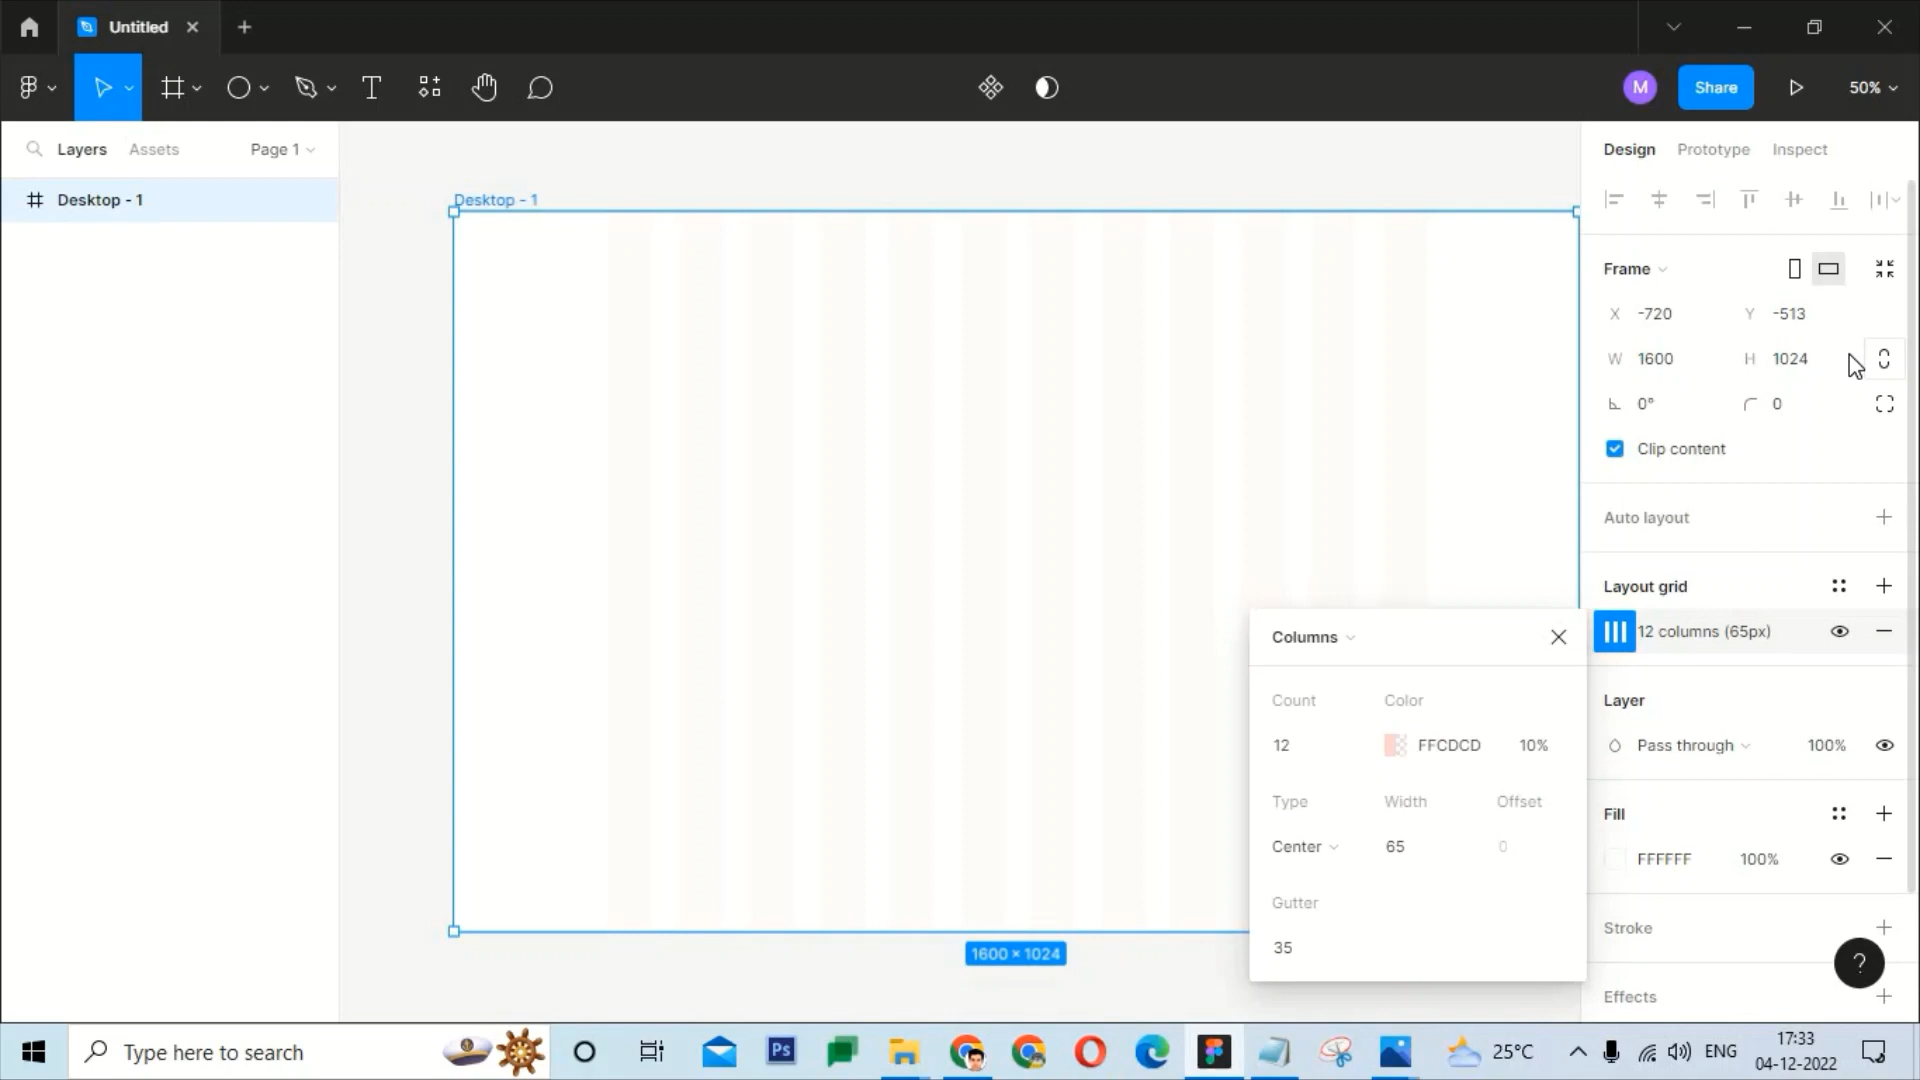 Untitled
M
Share
50%
Layers
Assets
Page 1
Design
Prototype
Inspect
Desktop - 1
Desktop - 1
Frame
X -720
Y -513
W 1600
H 1024
0°
0
Clip content
Auto layout
Layout grid
12 columns (65px)
Columns
Count
Color
12
FFCDCD
10%
Type
Width
Offset
Center
65
0
Gutter
35
Layer
Pass through
100%
Fill
FFFFFF
100%
Stroke
Effects
?
1600 × 1024
Type here to search
Ps
25°C
ENG
17:33
04-12-2022